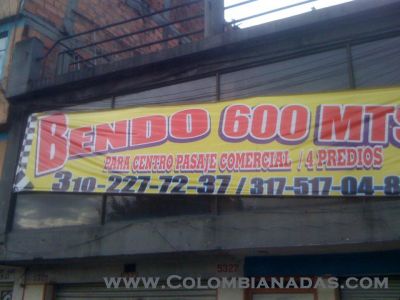 BENDO 600 MTS
PARA CENTRO PASAJE COMERCIAL / 4 PREDIOS
310-227-72-37 / 317-517-04-8
5327
WWW.COLOMBIANADAS.COM